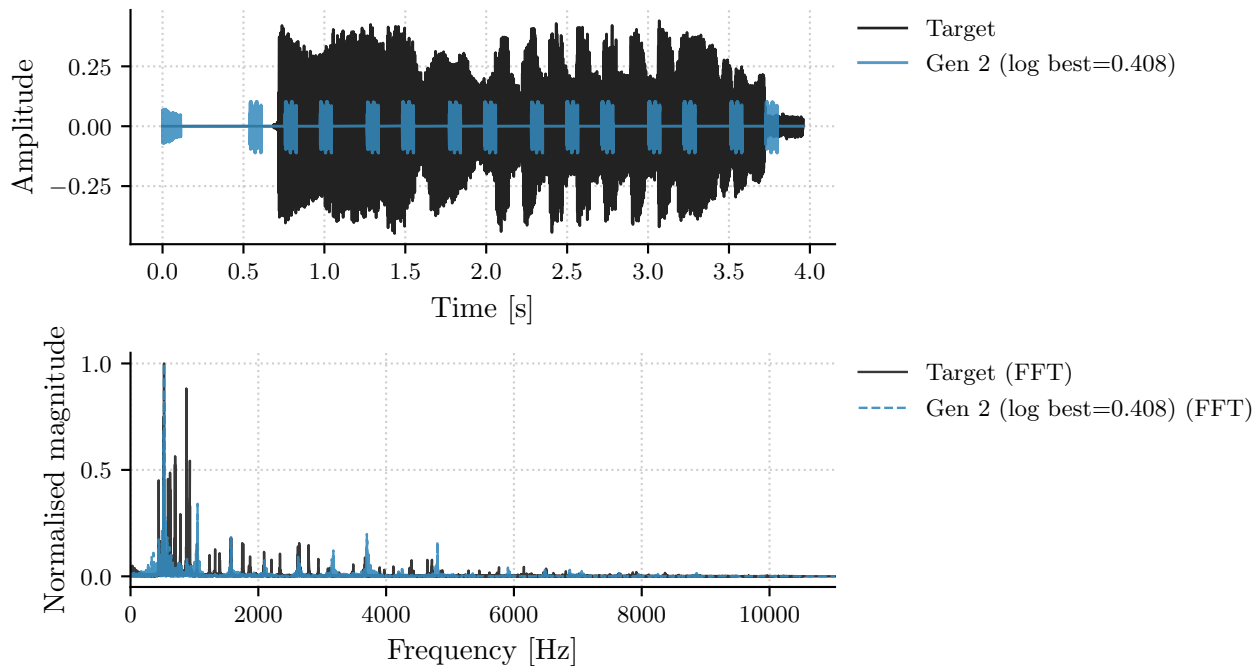 Amplitude
0.25
0.00
−0.25
0.0 0.5 1.0 1.5 2.0 2.5 3.0 3.5 4.0
Time [s]
Target
Gen 2 (log best=0.408)
Normalised magnitude
1.0
0.5
0.0
0 2000 4000 6000 8000 10000
Frequency [Hz]
Target (FFT)
Gen 2 (log best=0.408) (FFT)